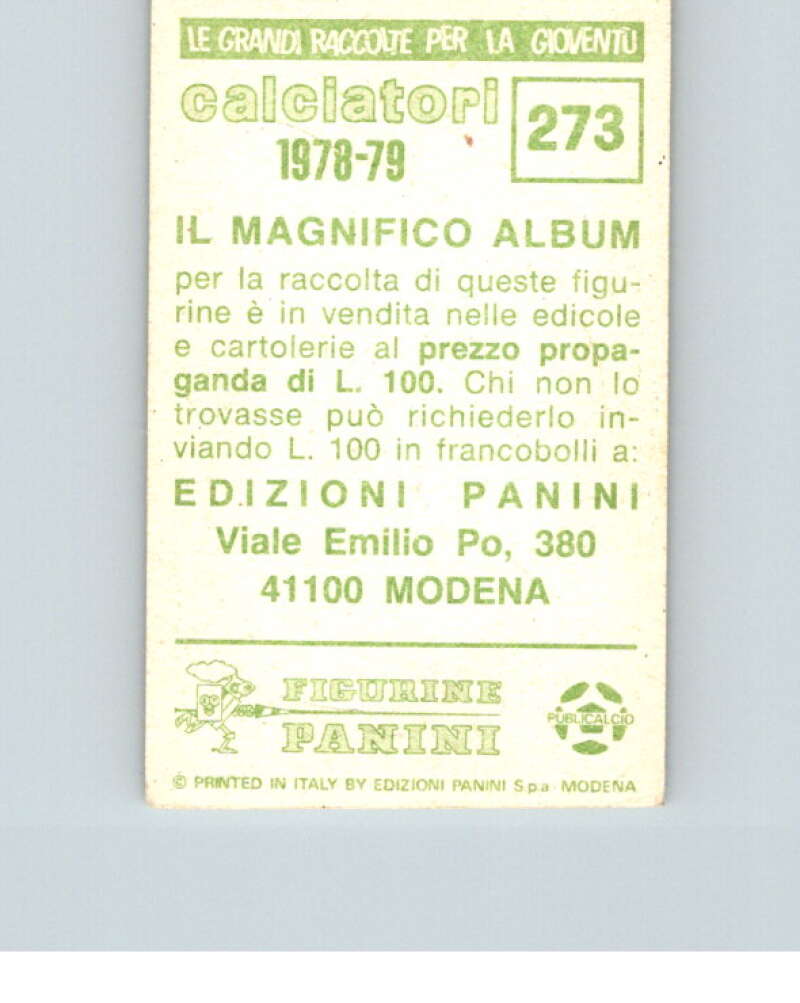 LE GRANDI RACCOLTE PER LA GIOVENTÙ
calciatori
273
1978-79
IL MAGNIFICO ALBUM
per la raccolta di queste figu-
rine è in vendita nelle edicole
e cartolerie al prezzo propa-
ganda di L. 100. Chi non lo
trovasse può richiederlo in-
viando L. 100 in francobolli a:
EDIZIONI PANINI
Viale Emilio Po, 380
41100 MODENA
FIGURINE
PANINI
PUBLICALCIO
© PRINTED IN ITALY BY EDIZIONI PANINI S.p.a. MODENA